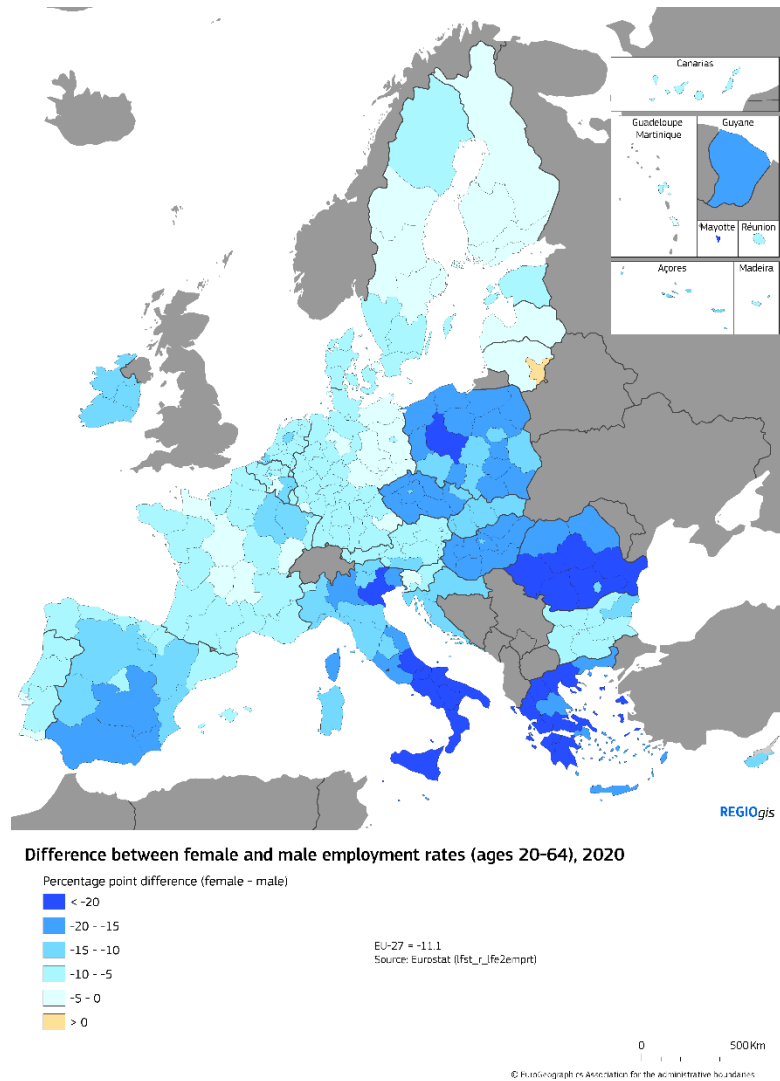 Canarias
Guadeloupe
Martinique
Guyane
Mayotte
Réunion
Açores
Madeira
REGIOgis
Difference between female and male employment rates (ages 20-64), 2020
Percentage point difference (female - male)
< -20
-20 - -15
-15 - -10
-10 - -5
-5 - 0
> 0
EU-27 = -11.1
Source: Eurostat (lfst_r_lfe2emprt)
0 500 Km
© EuroGeographics Association for the administrative boundaries